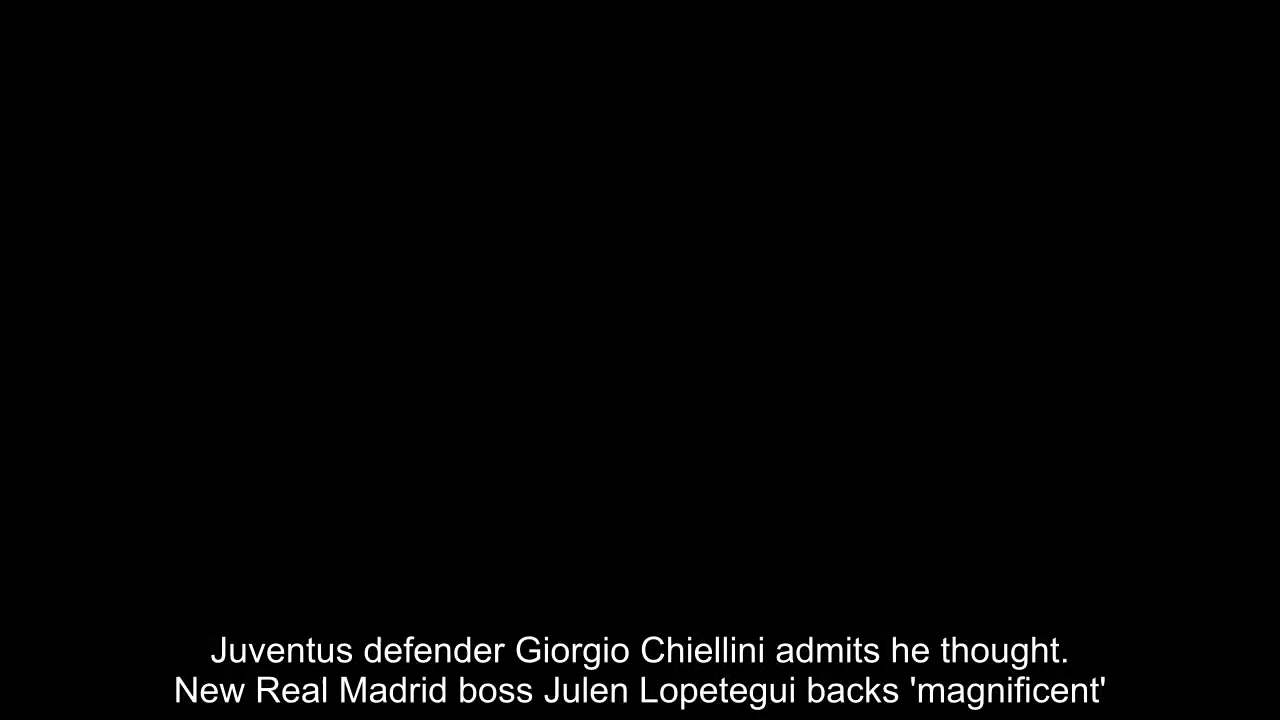 Juventus defender Giorgio Chiellini admits he thought.
New Real Madrid boss Julen Lopetegui backs 'magnificent'